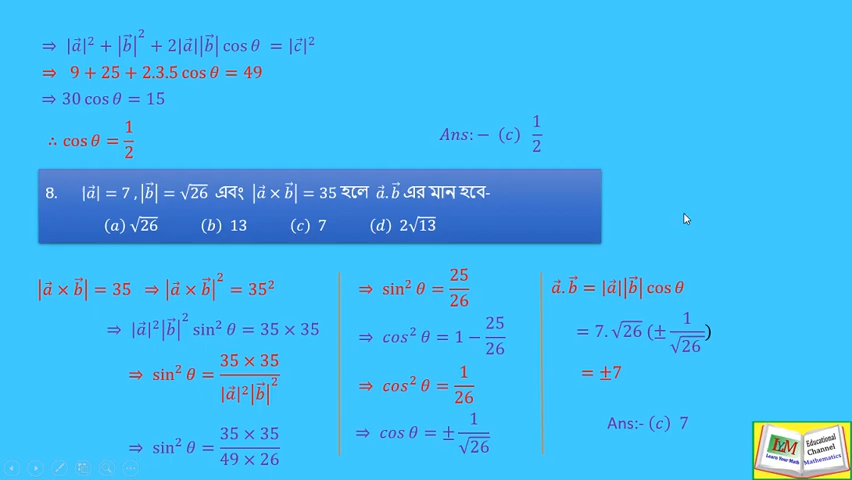 ⇒ |a⃗|² + |b⃗|² + 2|a⃗||b⃗| cos θ = |c⃗|²
⇒ 9 + 25 + 2.3.5 cos θ = 49
⇒ 30 cos θ = 15
∴ cos θ = 1/2
Ans:− (c) 1/2
8. |a⃗| = 7 , |b⃗| = √26 এবং |a⃗ × b⃗| = 35 হলে a⃗. b⃗ এর মান হবে-
(a) √26 (b) 13 (c) 7 (d) 2√13
|a⃗ × b⃗| = 35 ⇒ |a⃗ × b⃗|² = 35²
⇒ |a⃗|²|b⃗|² sin² θ = 35 × 35
⇒ sin² θ = (35 × 35)/(|a⃗|²|b⃗|²)
⇒ sin² θ = (35 × 35)/(49 × 26)
⇒ sin² θ = 25/26
⇒ cos² θ = 1 − 25/26
⇒ cos² θ = 1/26
⇒ cos θ = ± 1/√26
a⃗. b⃗ = |a⃗||b⃗| cos θ
= 7. √26 (± 1/√26)
= ±7
Ans:- (c) 7
LYM
Learn Your Math
Educational
Channel
Mathematics